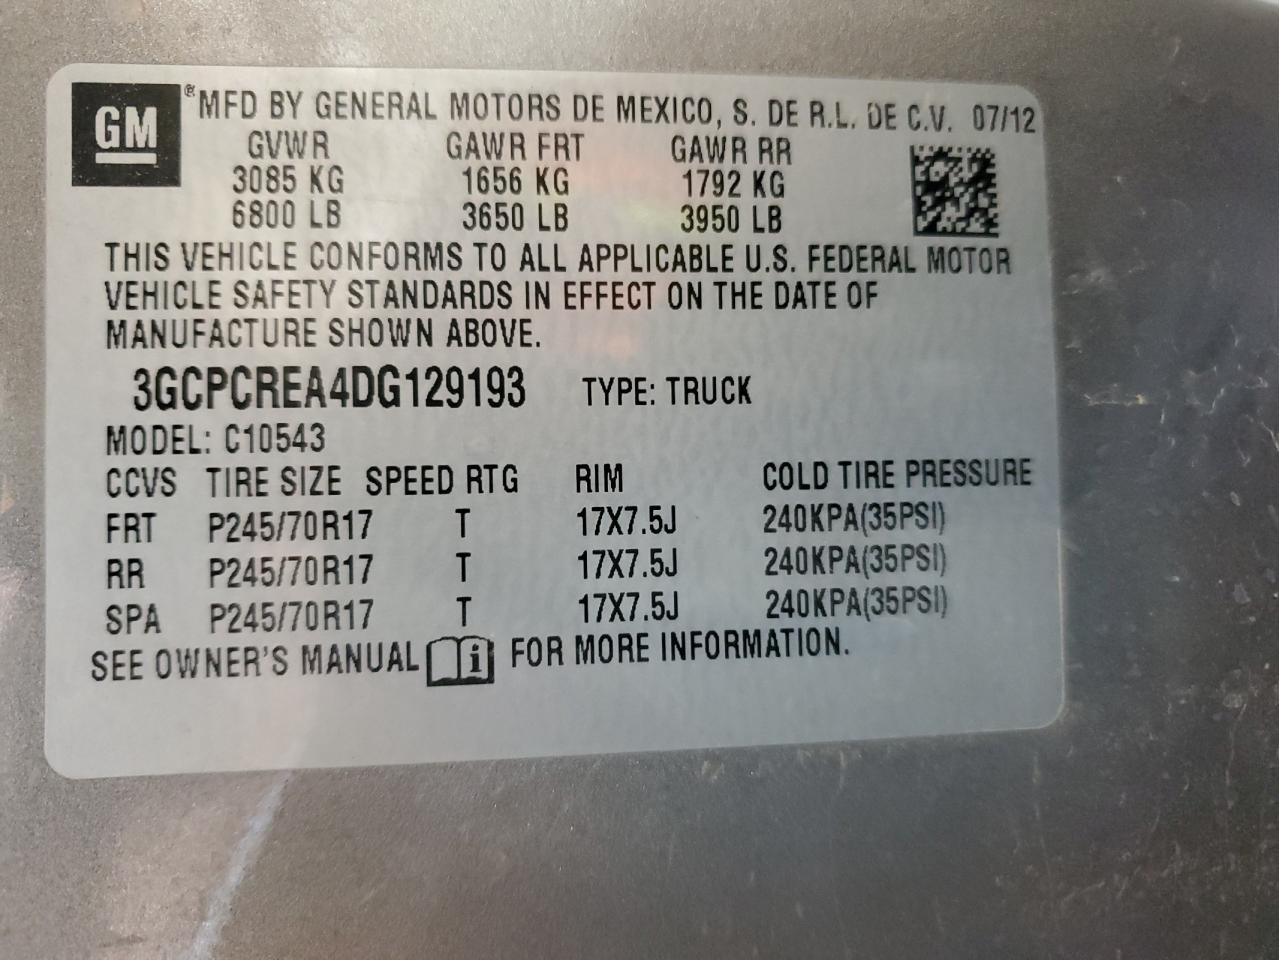 GM ® MFD BY GENERAL MOTORS DE MEXICO, S. DE R.L. DE C.V. 07/12
GVWR GAWR FRT GAWR RR
3085 KG 1656 KG 1792 KG
6800 LB 3650 LB 3950 LB
THIS VEHICLE CONFORMS TO ALL APPLICABLE U.S. FEDERAL MOTOR
VEHICLE SAFETY STANDARDS IN EFFECT ON THE DATE OF
MANUFACTURE SHOWN ABOVE.
3GCPCREA4DG129193 TYPE: TRUCK
MODEL: C10543
CCVS TIRE SIZE SPEED RTG RIM COLD TIRE PRESSURE
FRT P245/70R17 T 17X7.5J 240KPA(35PSI)
RR P245/70R17 T 17X7.5J 240KPA(35PSI)
SPA P245/70R17 T 17X7.5J 240KPA(35PSI)
SEE OWNER'S MANUAL i FOR MORE INFORMATION.